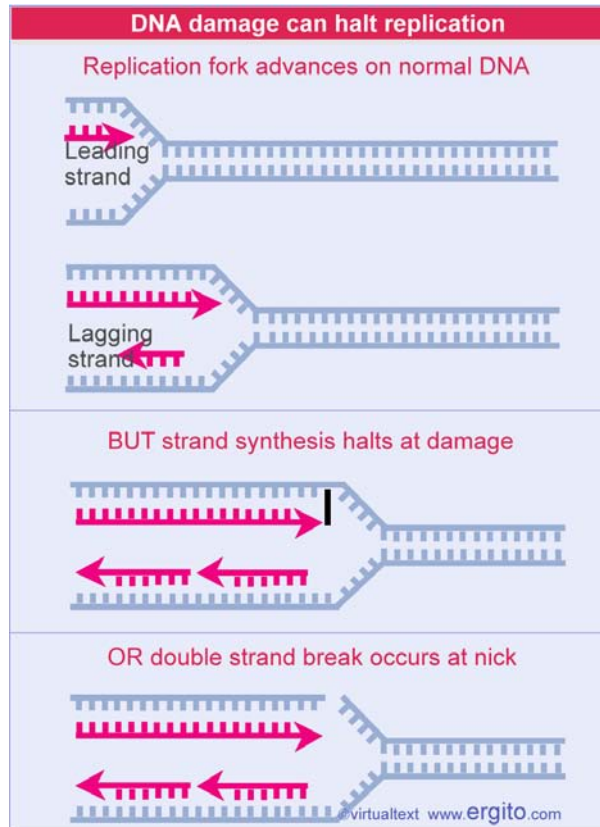 DNA damage can halt replication
Replication fork advances on normal DNA
Leading
strand
Lagging
strand
BUT strand synthesis halts at damage
OR double strand break occurs at nick
©virtualtext www.ergito.com